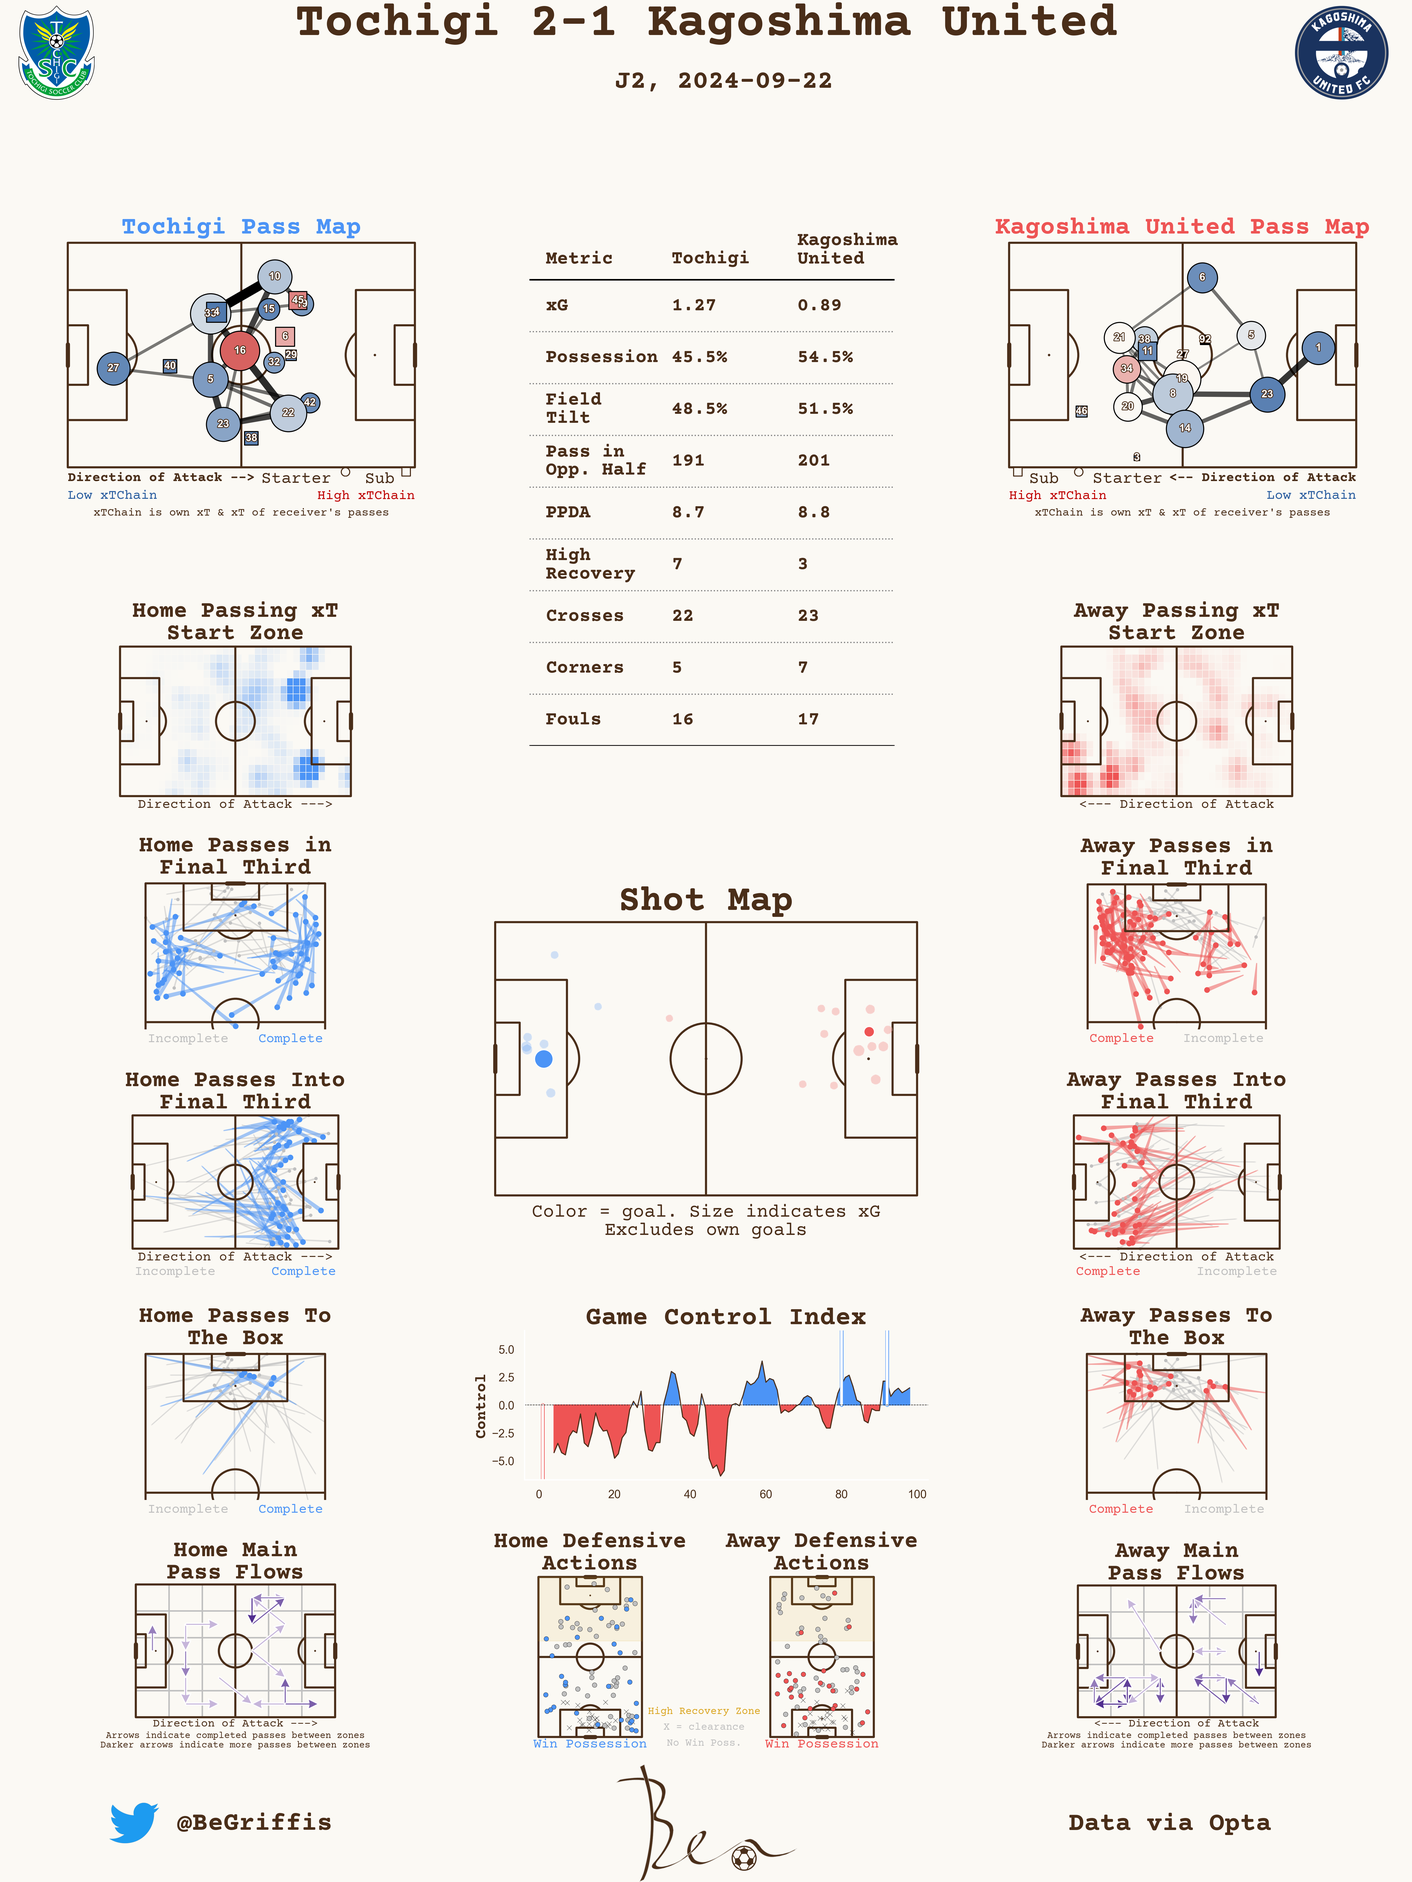 Tochigi 2-1 Kagoshima United
J2, 2024-09-22
TOCHIGI
SC
TOCHIGI SOCCER CLUB
KAGOSHIMA
UNITED FC
Tochigi Pass Map
10
45
15
33
4
16
6
29
32
40
27
5
42
22
23
38
Direction of Attack --> Starter Sub
Low xTChain High xTChain
xTChain is own xT & xT of receiver's passes
Metric Tochigi Kagoshima United
xG 1.27 0.89
Possession 45.5% 54.5%
Field Tilt 48.5% 51.5%
Pass in Opp. Half 191 201
PPDA 8.7 8.8
High Recovery 7 3
Crosses 22 23
Corners 5 7
Fouls 16 17
Kagoshima United Pass Map
6
21
38
92
5
11
27
1
34
19
8
23
20
46
14
3
Sub Starter <-- Direction of Attack
High xTChain Low xTChain
xTChain is own xT & xT of receiver's passes
Home Passing xT
Start Zone
Direction of Attack --->
Away Passing xT
Start Zone
<--- Direction of Attack
Home Passes in
Final Third
Incomplete Complete
Away Passes in
Final Third
Complete Incomplete
Shot Map
Color = goal. Size indicates xG
Excludes own goals
Home Passes Into
Final Third
Direction of Attack --->
Incomplete Complete
Away Passes Into
Final Third
<--- Direction of Attack
Complete Incomplete
Home Passes To
The Box
Incomplete Complete
Game Control Index
Control
5.0
2.5
0.0
−2.5
−5.0
0 20 40 60 80 100
Away Passes To
The Box
Complete Incomplete
Home Main
Pass Flows
Direction of Attack --->
Arrows indicate completed passes between zones
Darker arrows indicate more passes between zones
Home Defensive
Actions
Win Possession
Away Defensive
Actions
Win Possession
High Recovery Zone
X = clearance
No Win Poss.
Away Main
Pass Flows
<--- Direction of Attack
Arrows indicate completed passes between zones
Darker arrows indicate more passes between zones
@BeGriffis
Ben
Data via Opta